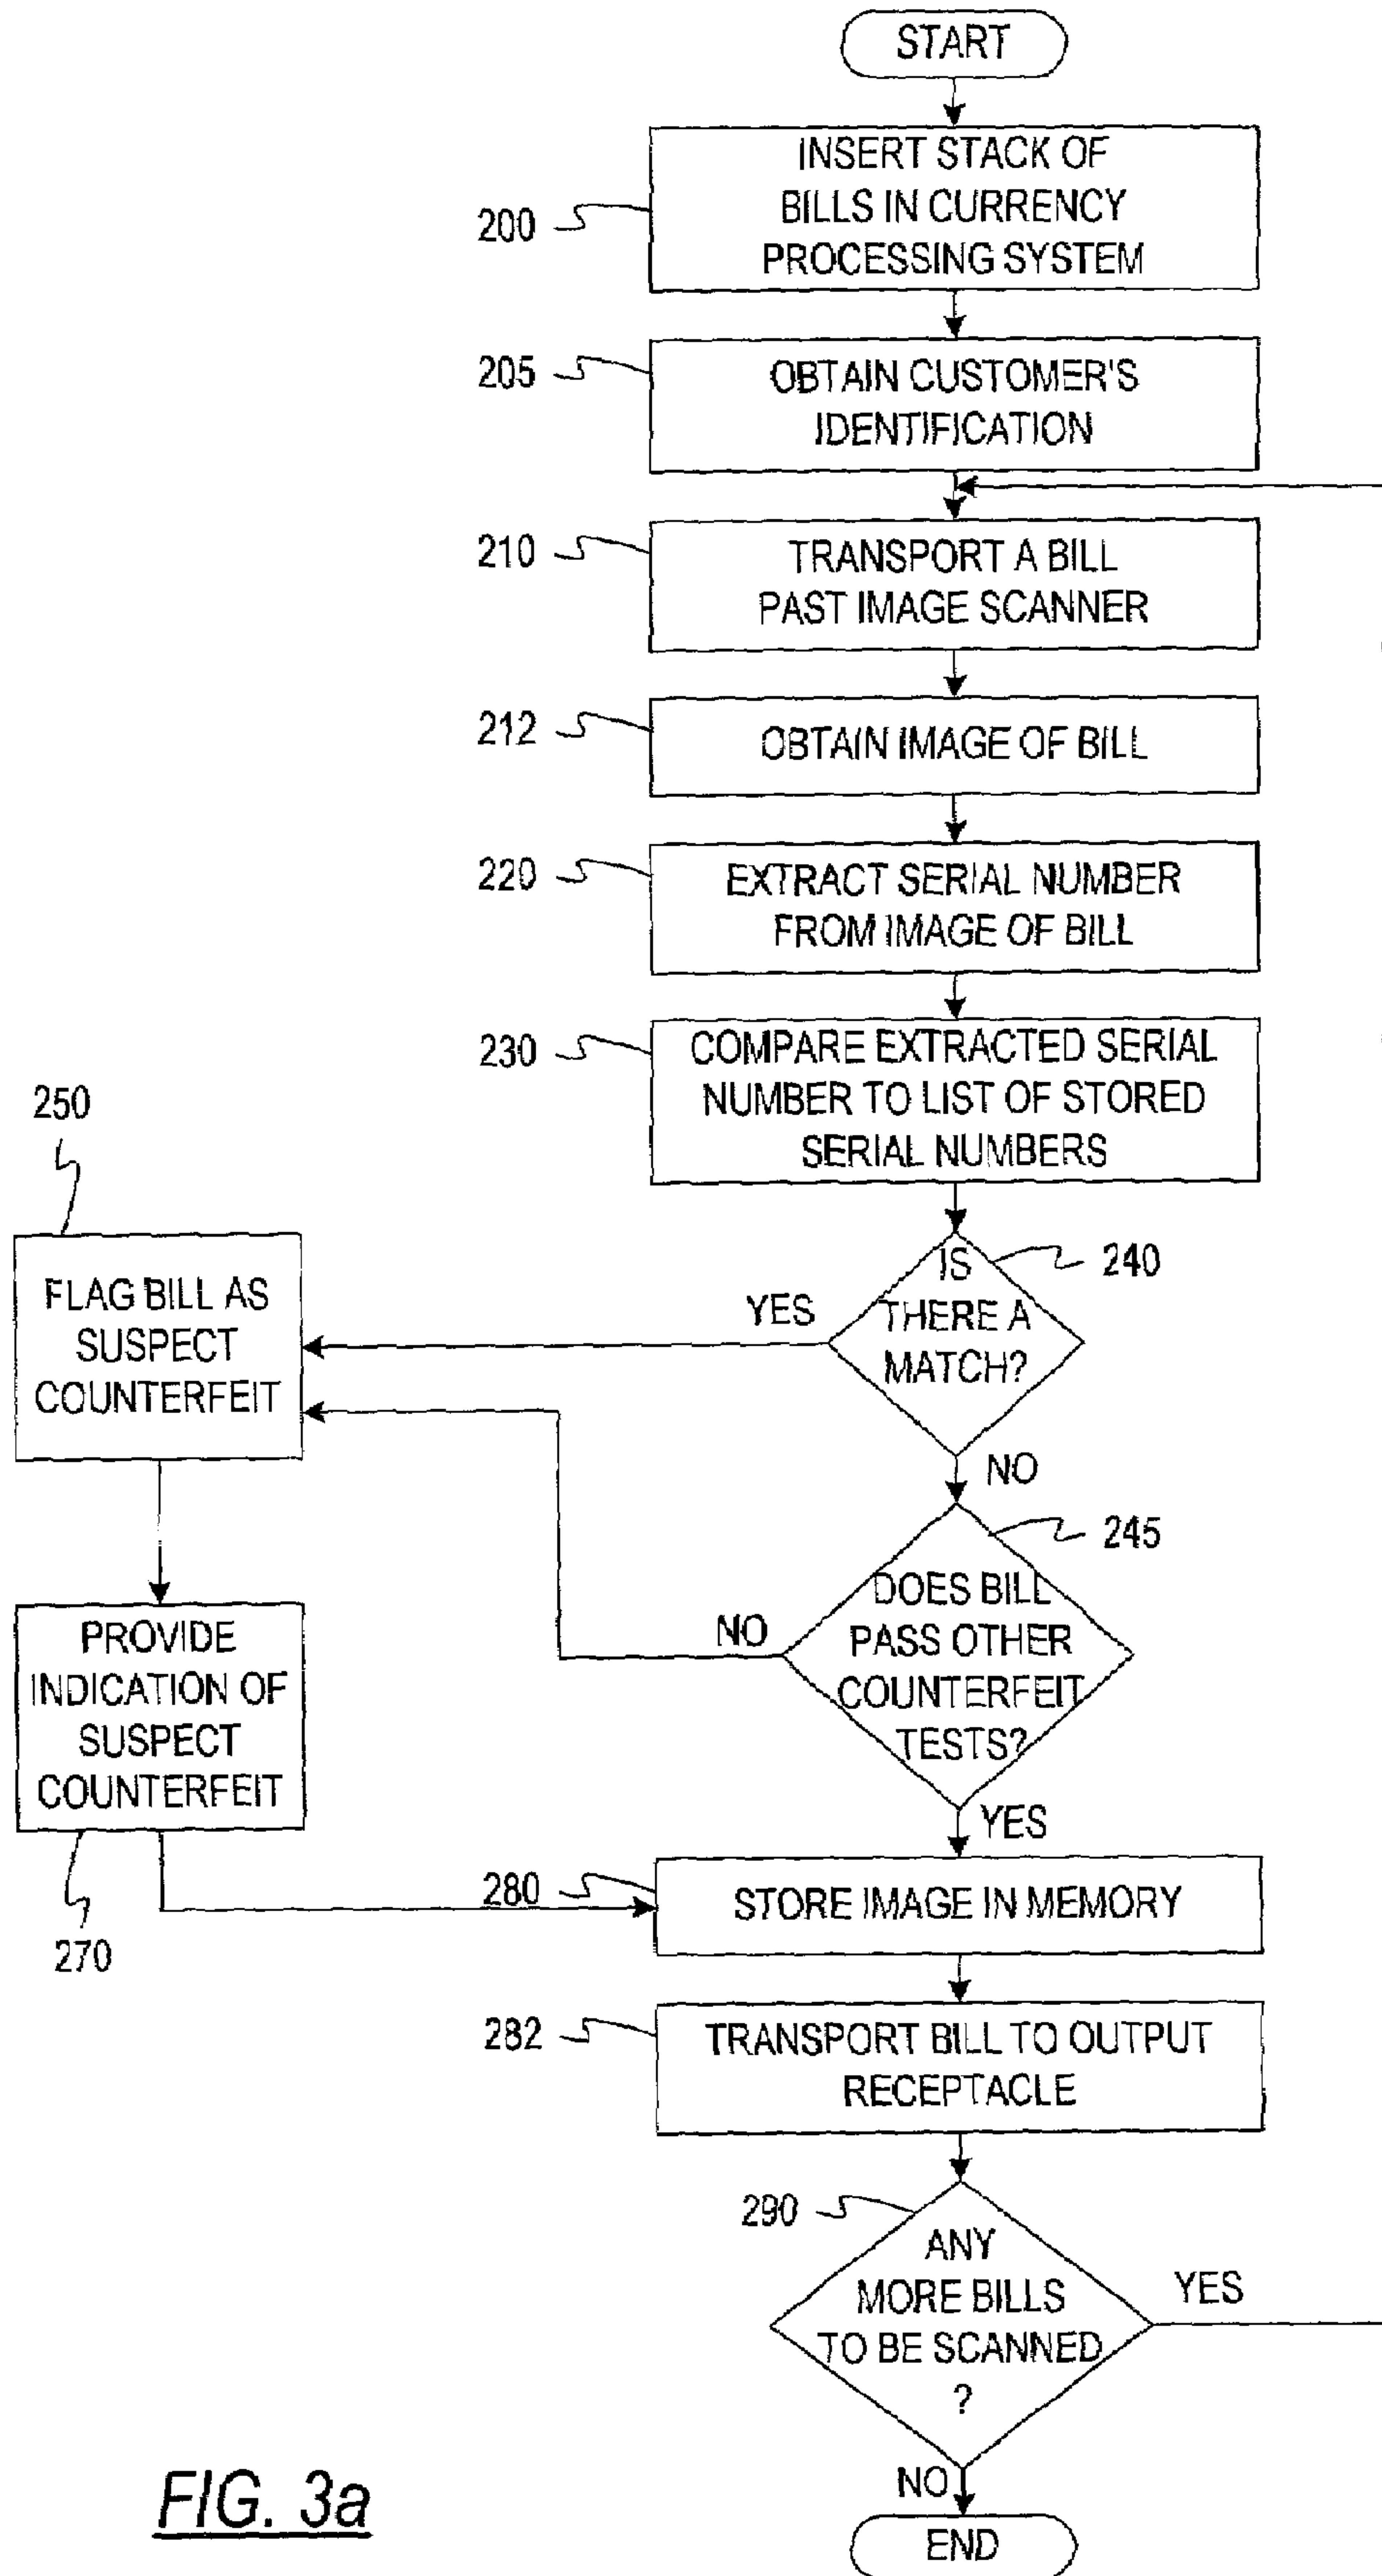 START
INSERT STACK OF
BILLS IN CURRENCY
PROCESSING SYSTEM
200
205
OBTAIN CUSTOMER'S
IDENTIFICATION
210
TRANSPORT A BILL
PAST IMAGE SCANNER
212
OBTAIN IMAGE OF BILL
220
EXTRACT SERIAL NUMBER
FROM IMAGE OF BILL
230
COMPARE EXTRACTED SERIAL
NUMBER TO LIST OF STORED
SERIAL NUMBERS
250
FLAG BILL AS
SUSPECT
COUNTERFEIT
YES
IS
THERE A
MATCH?
240
NO
245
DOES BILL
PASS OTHER
COUNTERFEIT
TESTS?
NO
YES
PROVIDE
INDICATION OF
SUSPECT
COUNTERFEIT
270
280
STORE IMAGE IN MEMORY
282
TRANSPORT BILL TO OUTPUT
RECEPTACLE
290
ANY
MORE BILLS
TO BE SCANNED
?
YES
NO
END
FIG. 3a